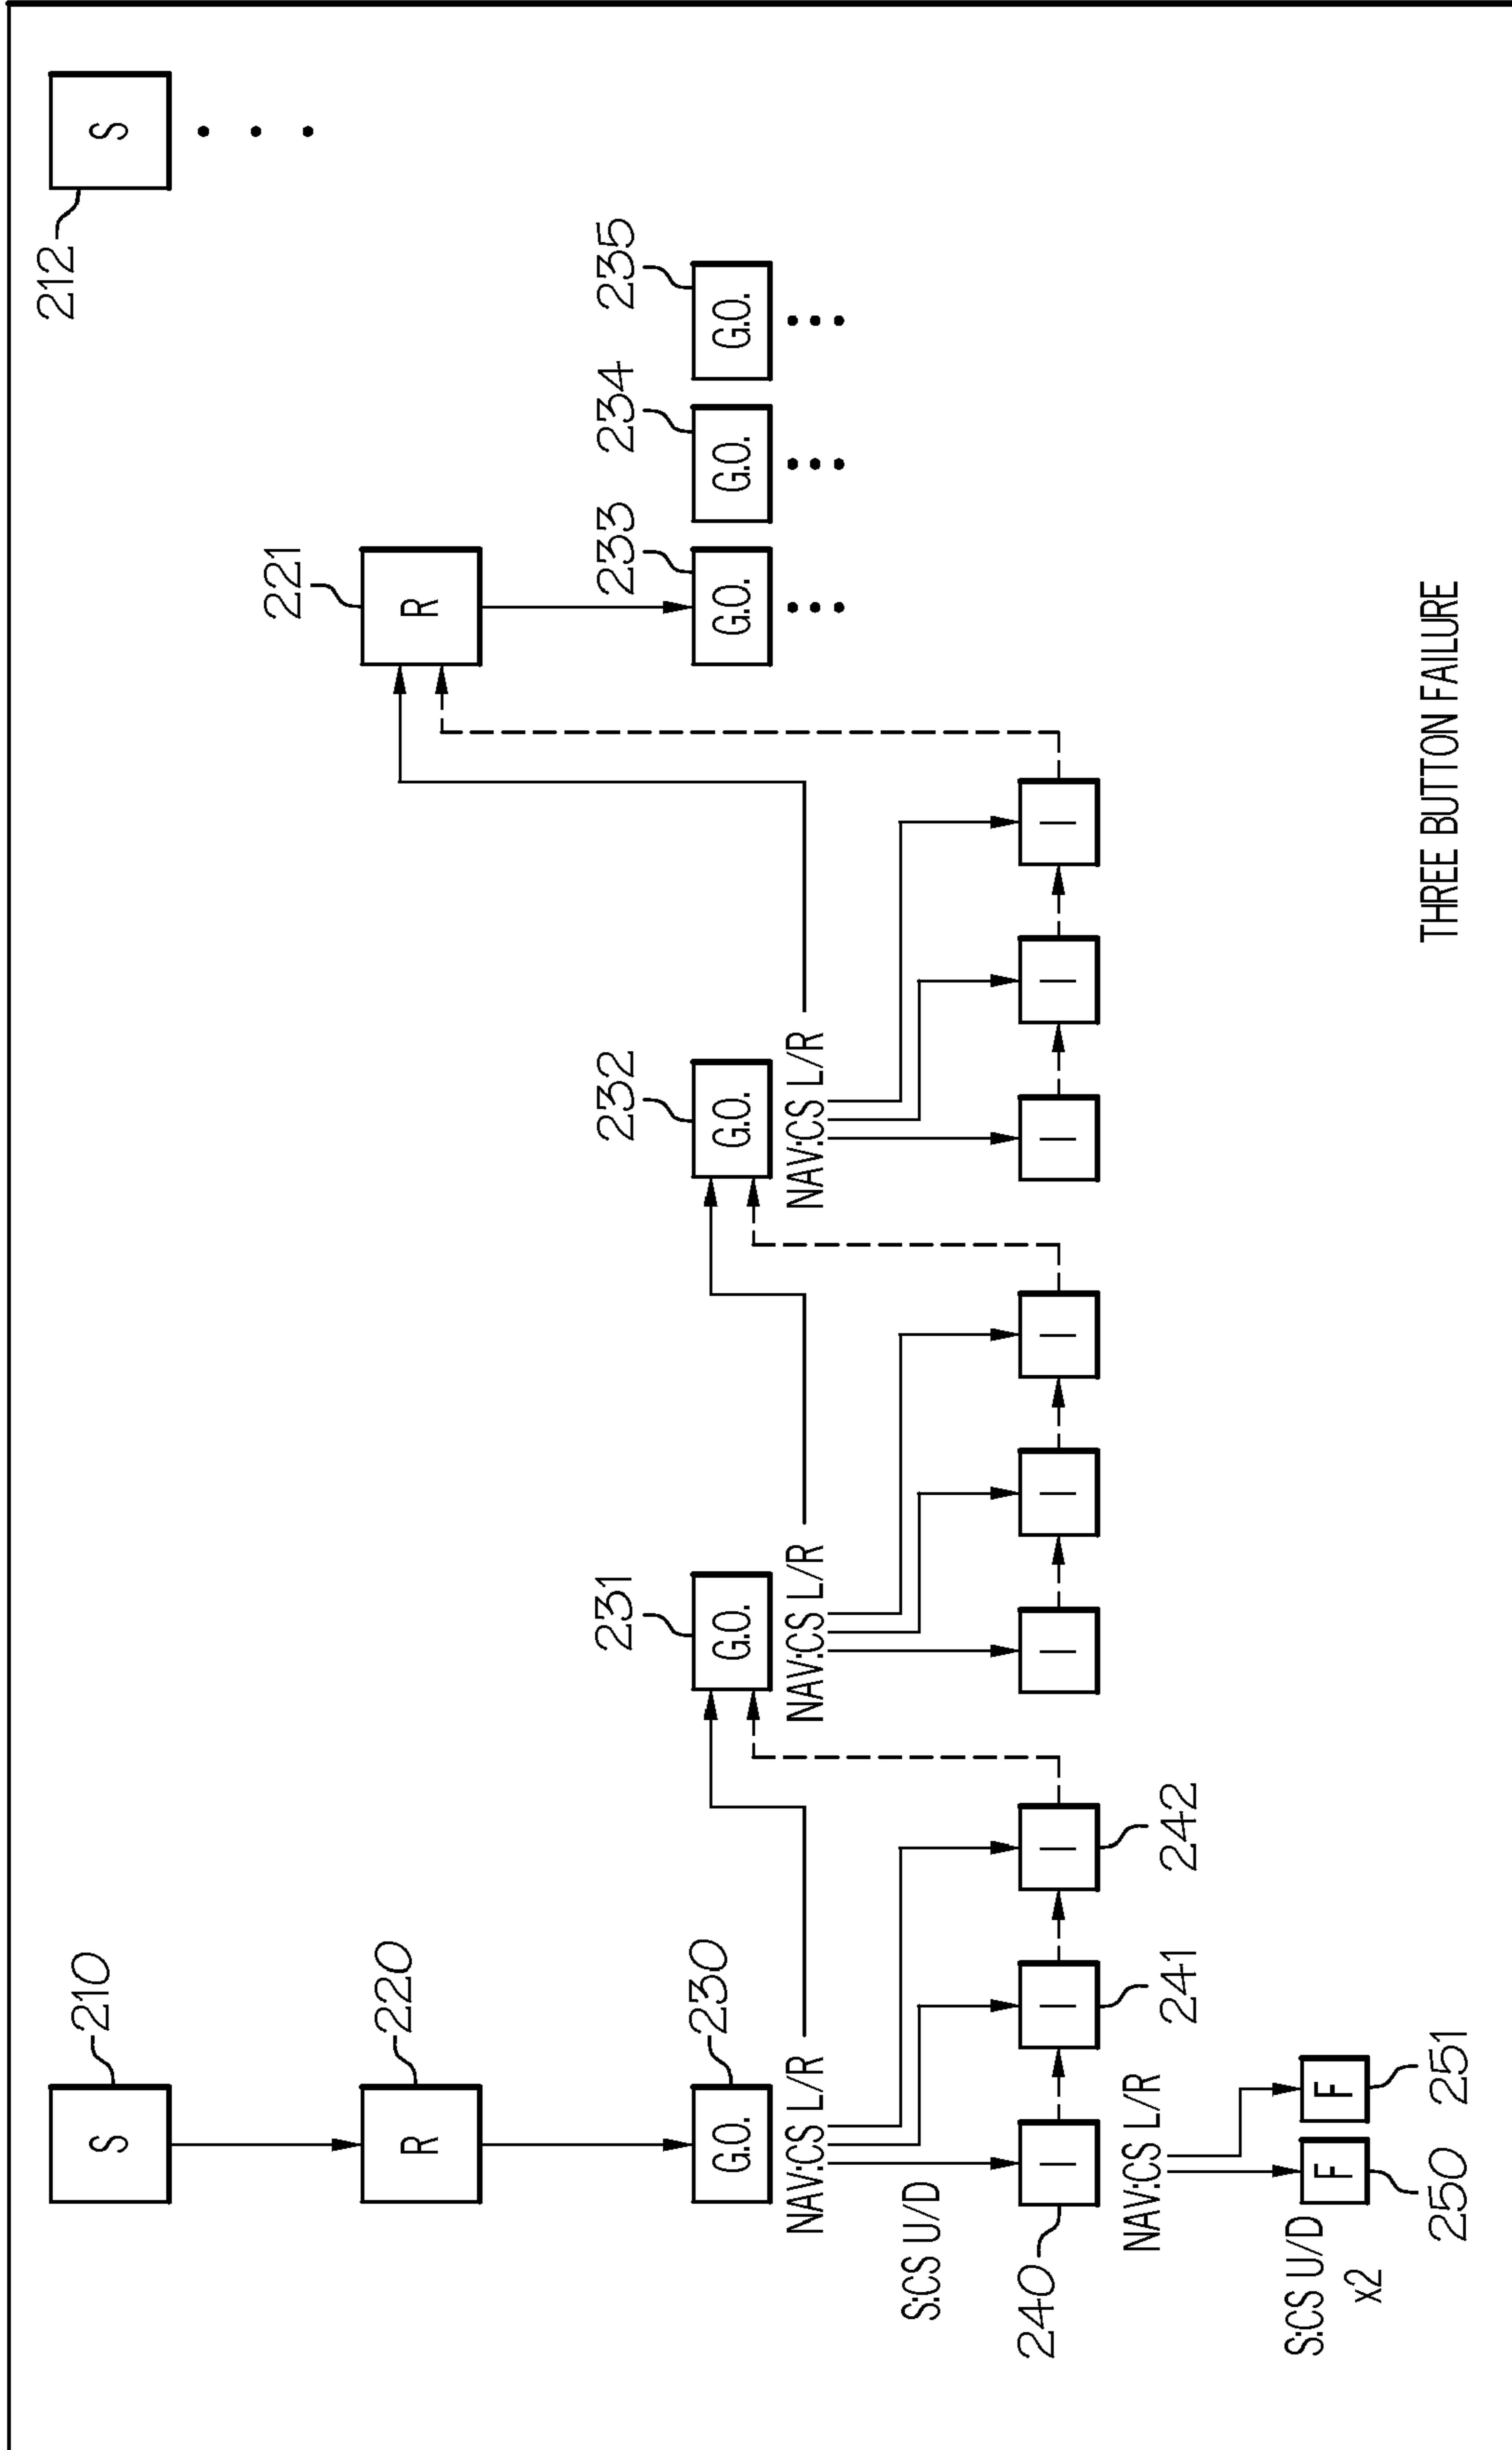 S
210
S
212
R
220
R
221
G.O.
230
G.O.
231
G.O.
232
G.O.
233
G.O.
234
G.O.
235
NAV:CS L/R
NAV:CS L/R
NAV:CS L/R
S:CS U/D
240
I
I
I
I
I
I
I
I
I
241
242
NAV:CS L/R
S:CS U/D
x2
F
F
250
251
THREE BUTTON FAILURE